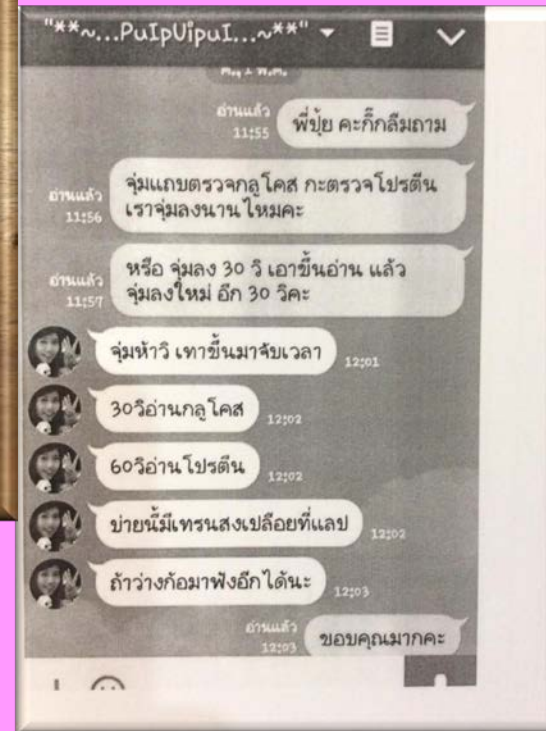 "**~...PuIpUipuI...~**"
อ่านแล้ว
11:55
พี่ปุ้ย คะกิ๊กลืมถาม
จุ่มแถบตรวจกลูโคส กะตรวจโปรตีน
เราจุ่มลงนานไหมคะ
อ่านแล้ว
11:56
หรือ จุ่มลง 30 วิ เอาขึ้นอ่าน แล้ว
จุ่มลงใหม่ อีก 30 วิคะ
อ่านแล้ว
11:57
จุ่มห้าวิ เทาขึ้นมาจับเวลา
12:01
30วิอ่านกลูโคส
12:02
60วิอ่านโปรตีน
12:02
บ่ายนี้มีเทรนสงเปลือยที่แลป
12:02
ถ้าว่างก้อมาฟังอีกได้นะ
12:03
อ่านแล้ว
12:03
ขอบคุณมากคะ